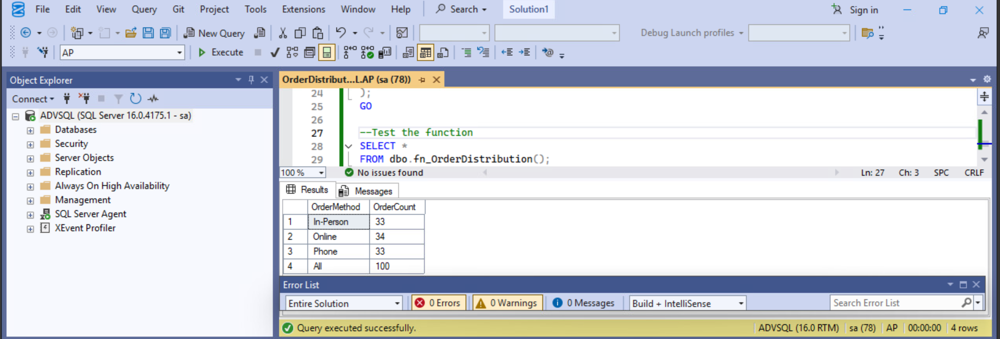 File Edit View Query Git Project Tools Extensions Window Help Search Solution1 Sign in
New Query Debug Launch profiles
AP Execute
Object Explorer
Connect
ADVSQL (SQL Server 16.0.4175.1 - sa)
Databases
Security
Server Objects
Replication
Always On High Availability
Management
SQL Server Agent
XEvent Profiler
OrderDistribut...L.AP (sa (78))
24 );
25 GO
26
27 --Test the function
28 SELECT *
29 FROM dbo.fn_OrderDistribution();
100 % No issues found Ln: 27 Ch: 3 SPC CRLF
Results Messages
OrderMethod OrderCount
1 In-Person 33
2 Online 34
3 Phone 33
4 All 100
Error List
Entire Solution 0 Errors 0 Warnings 0 Messages Build + IntelliSense Search Error List
Query executed successfully. ADVSQL (16.0 RTM) sa (78) AP 00:00:00 4 rows